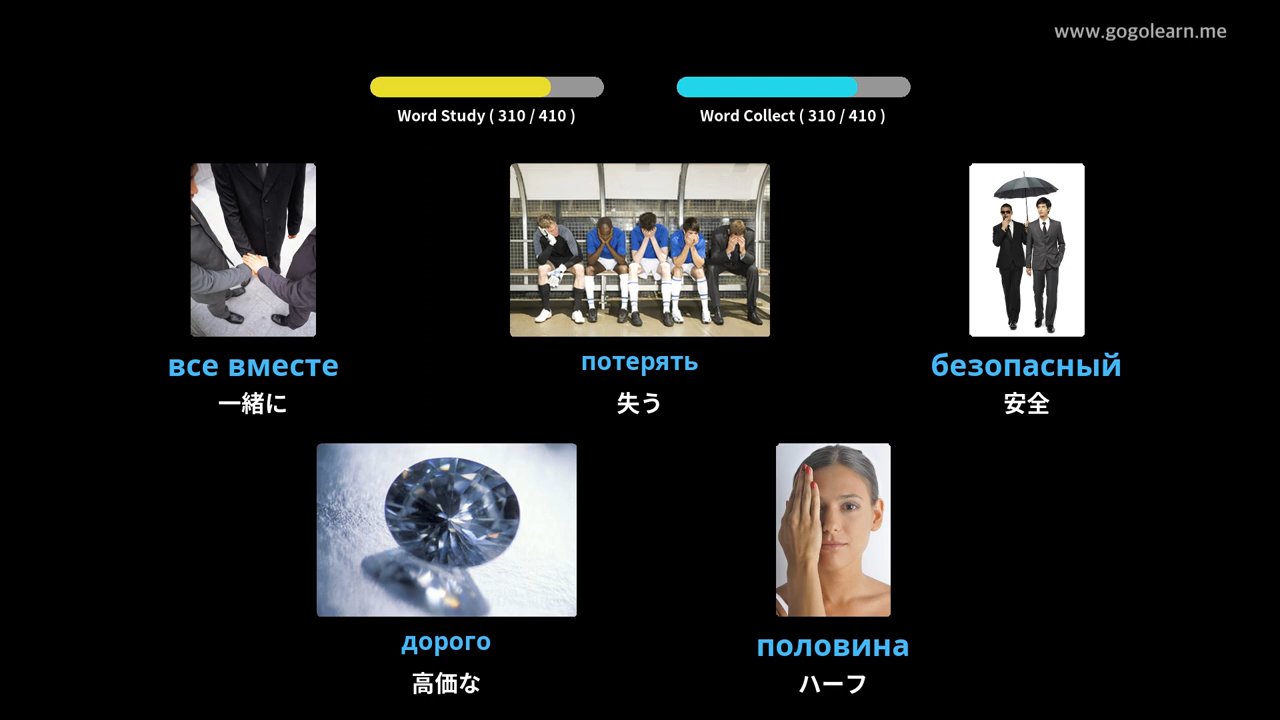 www.gogolearn.me
Word Study ( 310 / 410 )
Word Collect ( 310 / 410 )
все вместе
一緒に
потерять
失う
безопасный
安全
дорого
高価な
половина
ハーフ